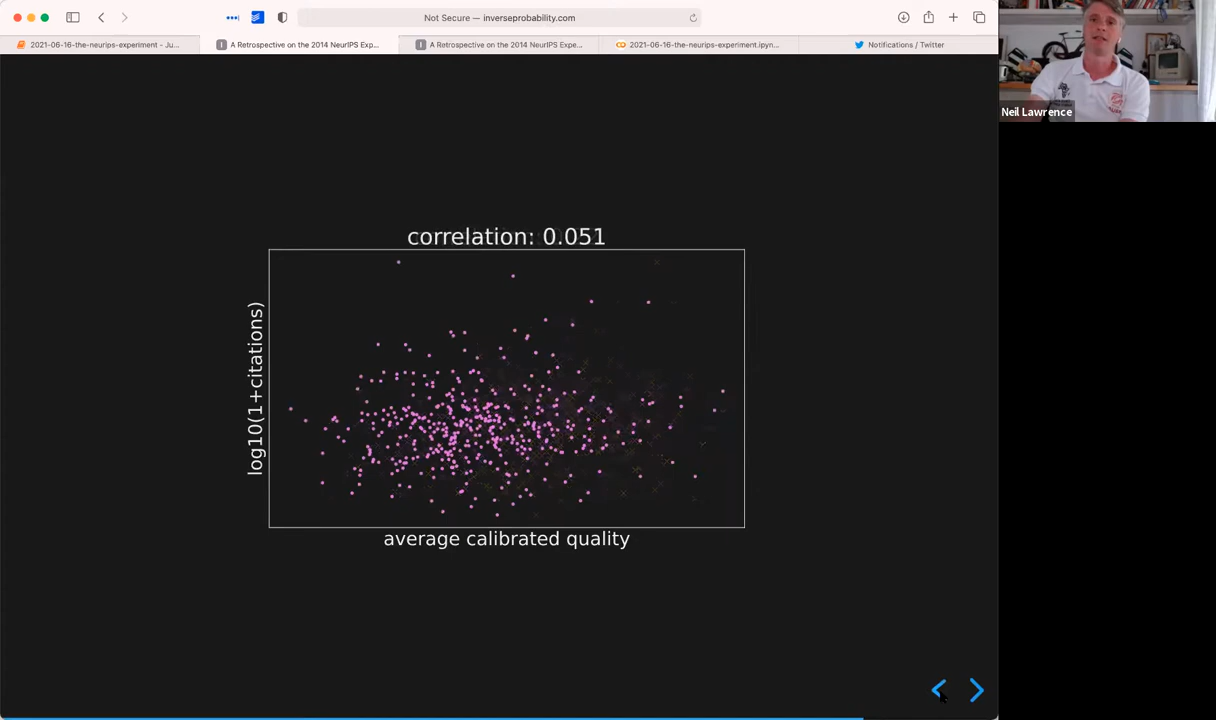 Not Secure — inverseprobability.com
2021-06-16-the-neurips-experiment - Ju...
A Retrospective on the 2014 NeurIPS Exp...
A Retrospective on the 2014 NeurIPS Expe...
2021-06-16-the-neurips-experiment.ipyn...
Notifications / Twitter
Neil Lawrence
correlation: 0.051
log10(1+citations)
average calibrated quality